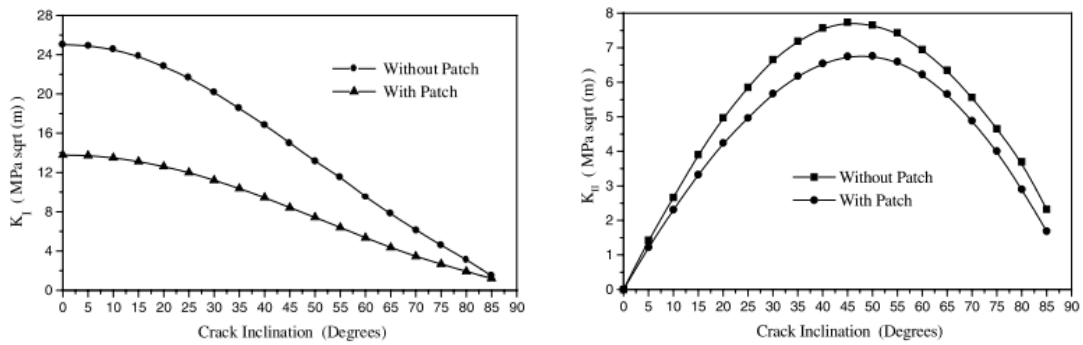 28
24
20
16
12
8
4
0
K_I ( MPa sqrt (m) )
Without Patch
With Patch
0 5 10 15 20 25 30 35 40 45 50 55 60 65 70 75 80 85 90
Crack Inclination (Degrees)
8
7
6
5
4
3
2
1
0
K_II ( MPa sqrt (m) )
Without Patch
With Patch
0 5 10 15 20 25 30 35 40 45 50 55 60 65 70 75 80 85 90
Crack Inclination (Degrees)